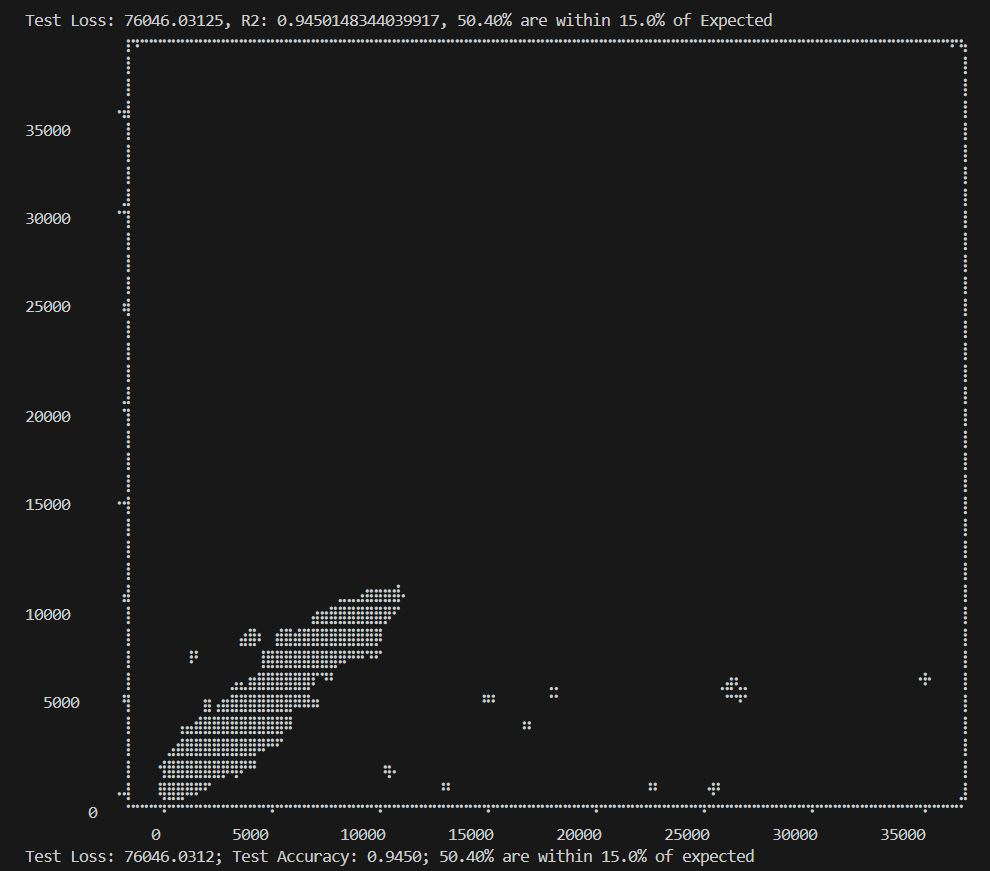 Test Loss: 76046.03125, R2: 0.9450148344039917, 50.40% are within 15.0% of Expected
35000
30000
25000
20000
15000
10000
5000
0
0 5000 10000 15000 20000 25000 30000 35000
Test Loss: 76046.0312; Test Accuracy: 0.9450; 50.40% are within 15.0% of expected